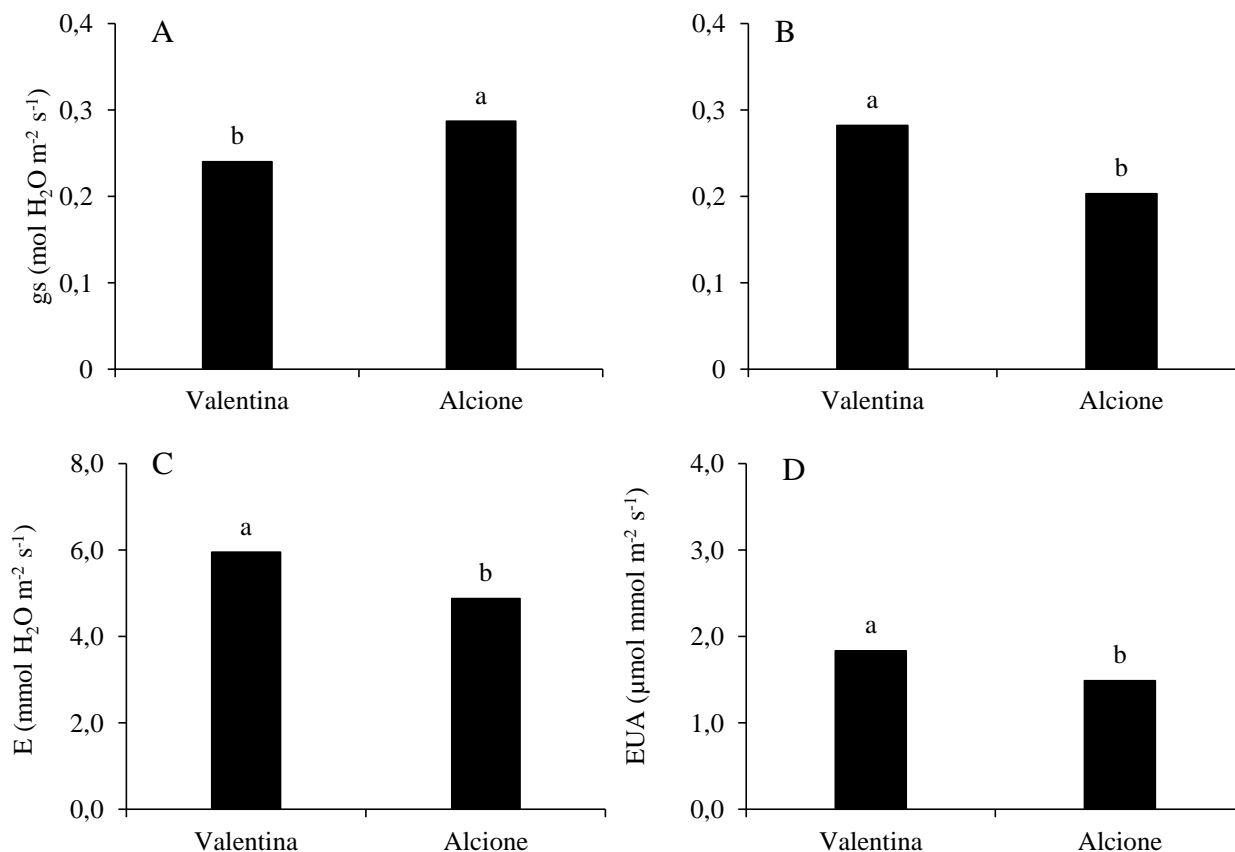 A
gs (mol H₂O m⁻² s⁻¹)
0,4
0,3
0,2
0,1
0
b
a
Valentina
Alcione
B
0,4
0,3
0,2
0,1
0
a
b
Valentina
Alcione
C
E (mmol H₂O m⁻² s⁻¹)
8,0
6,0
4,0
2,0
0,0
a
b
Valentina
Alcione
D
EUA (µmol mmol m⁻² s⁻¹)
4,0
3,0
2,0
1,0
0,0
a
b
Valentina
Alcione